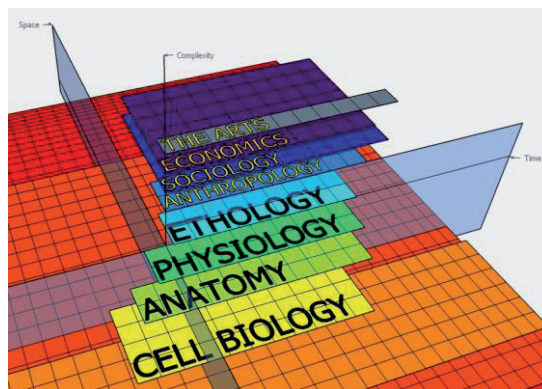 Space
Complexity
THE ARTS
ECONOMICS
SOCIOLOGY
ANTHROPOLOGY
Time
ETHOLOGY
PHYSIOLOGY
ANATOMY
CELL BIOLOGY